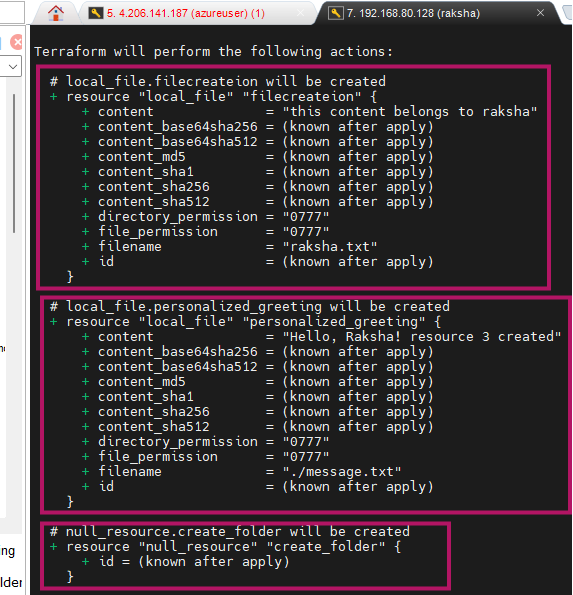 5. 4.206.141.187 (azureuser) (1)
7. 192.168.80.128 (raksha)
Terraform will perform the following actions:
# local_file.filecreateion will be created
+ resource "local_file" "filecreateion" {
+ content = "this content belongs to raksha"
+ content_base64sha256 = (known after apply)
+ content_base64sha512 = (known after apply)
+ content_md5 = (known after apply)
+ content_sha1 = (known after apply)
+ content_sha256 = (known after apply)
+ content_sha512 = (known after apply)
+ directory_permission = "0777"
+ file_permission = "0777"
+ filename = "raksha.txt"
+ id = (known after apply)
}
# local_file.personalized_greeting will be created
+ resource "local_file" "personalized_greeting" {
+ content = "Hello, Raksha! resource 3 created"
+ content_base64sha256 = (known after apply)
+ content_base64sha512 = (known after apply)
+ content_md5 = (known after apply)
+ content_sha1 = (known after apply)
+ content_sha256 = (known after apply)
+ content_sha512 = (known after apply)
+ directory_permission = "0777"
+ file_permission = "0777"
+ filename = "./message.txt"
+ id = (known after apply)
}
# null_resource.create_folder will be created
+ resource "null_resource" "create_folder" {
+ id = (known after apply)
}
ng
lder